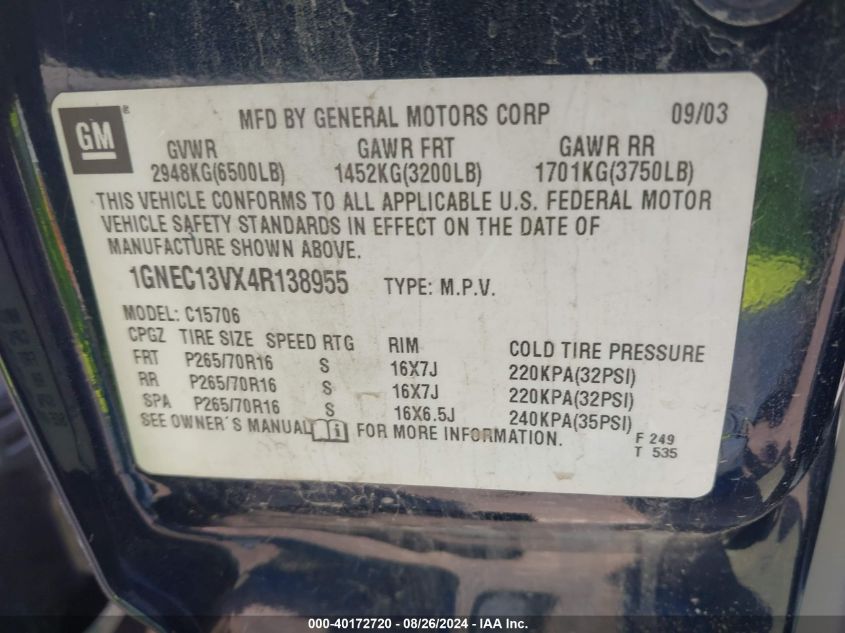 GM ®
MFD BY GENERAL MOTORS CORP 09/03
GVWR GAWR FRT GAWR RR
2948KG(6500LB) 1452KG(3200LB) 1701KG(3750LB)
THIS VEHICLE CONFORMS TO ALL APPLICABLE U.S. FEDERAL MOTOR
VEHICLE SAFETY STANDARDS IN EFFECT ON THE DATE OF
MANUFACTURE SHOWN ABOVE.
1GNEC13VX4R138955 TYPE: M.P.V.
MODEL: C15706
CPGZ TIRE SIZE SPEED RTG RIM COLD TIRE PRESSURE
FRT P265/70R16 S 16X7J 220KPA(32PSI)
RR P265/70R16 S 16X7J 220KPA(32PSI)
SPA P265/70R16 S 16X6.5J 240KPA(35PSI)
SEE OWNER'S MANUAL i FOR MORE INFORMATION.
F 249
T 535
000-40172720 - 08/26/2024 - IAA Inc.